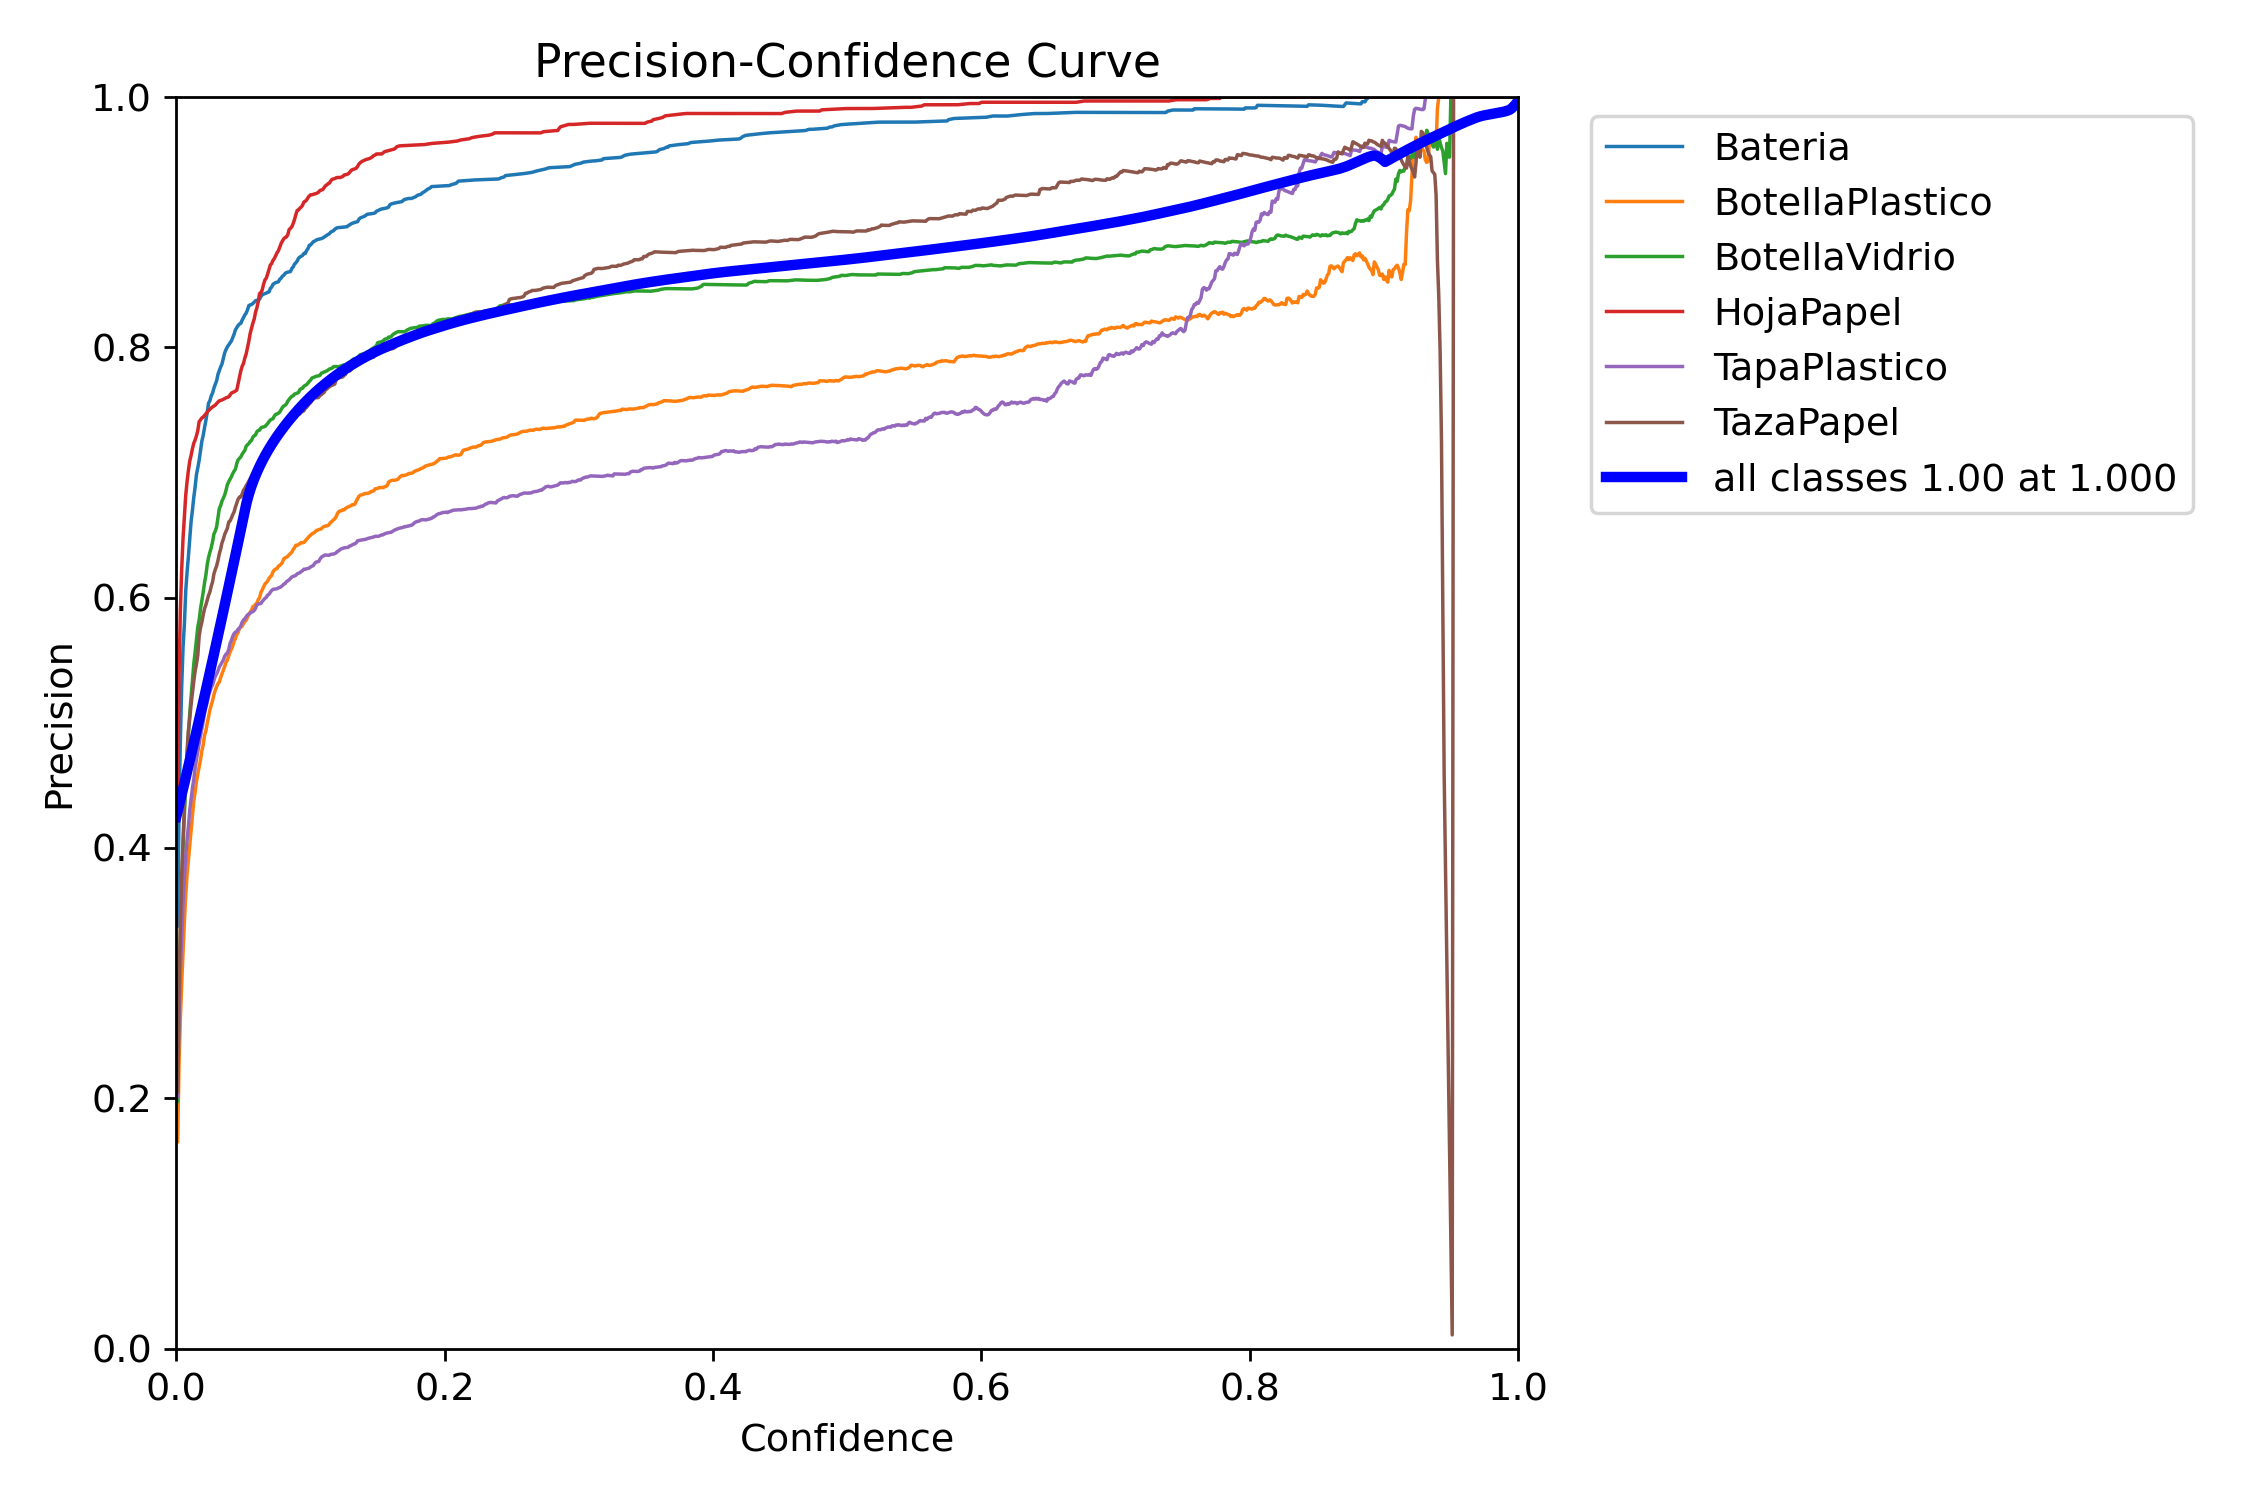 Precision-Confidence Curve
1.0
0.8
0.6
0.4
0.2
0.0
Precision
0.0 0.2 0.4 0.6 0.8 1.0
Confidence
Bateria
BotellaPlastico
BotellaVidrio
HojaPapel
TapaPlastico
TazaPapel
all classes 1.00 at 1.000